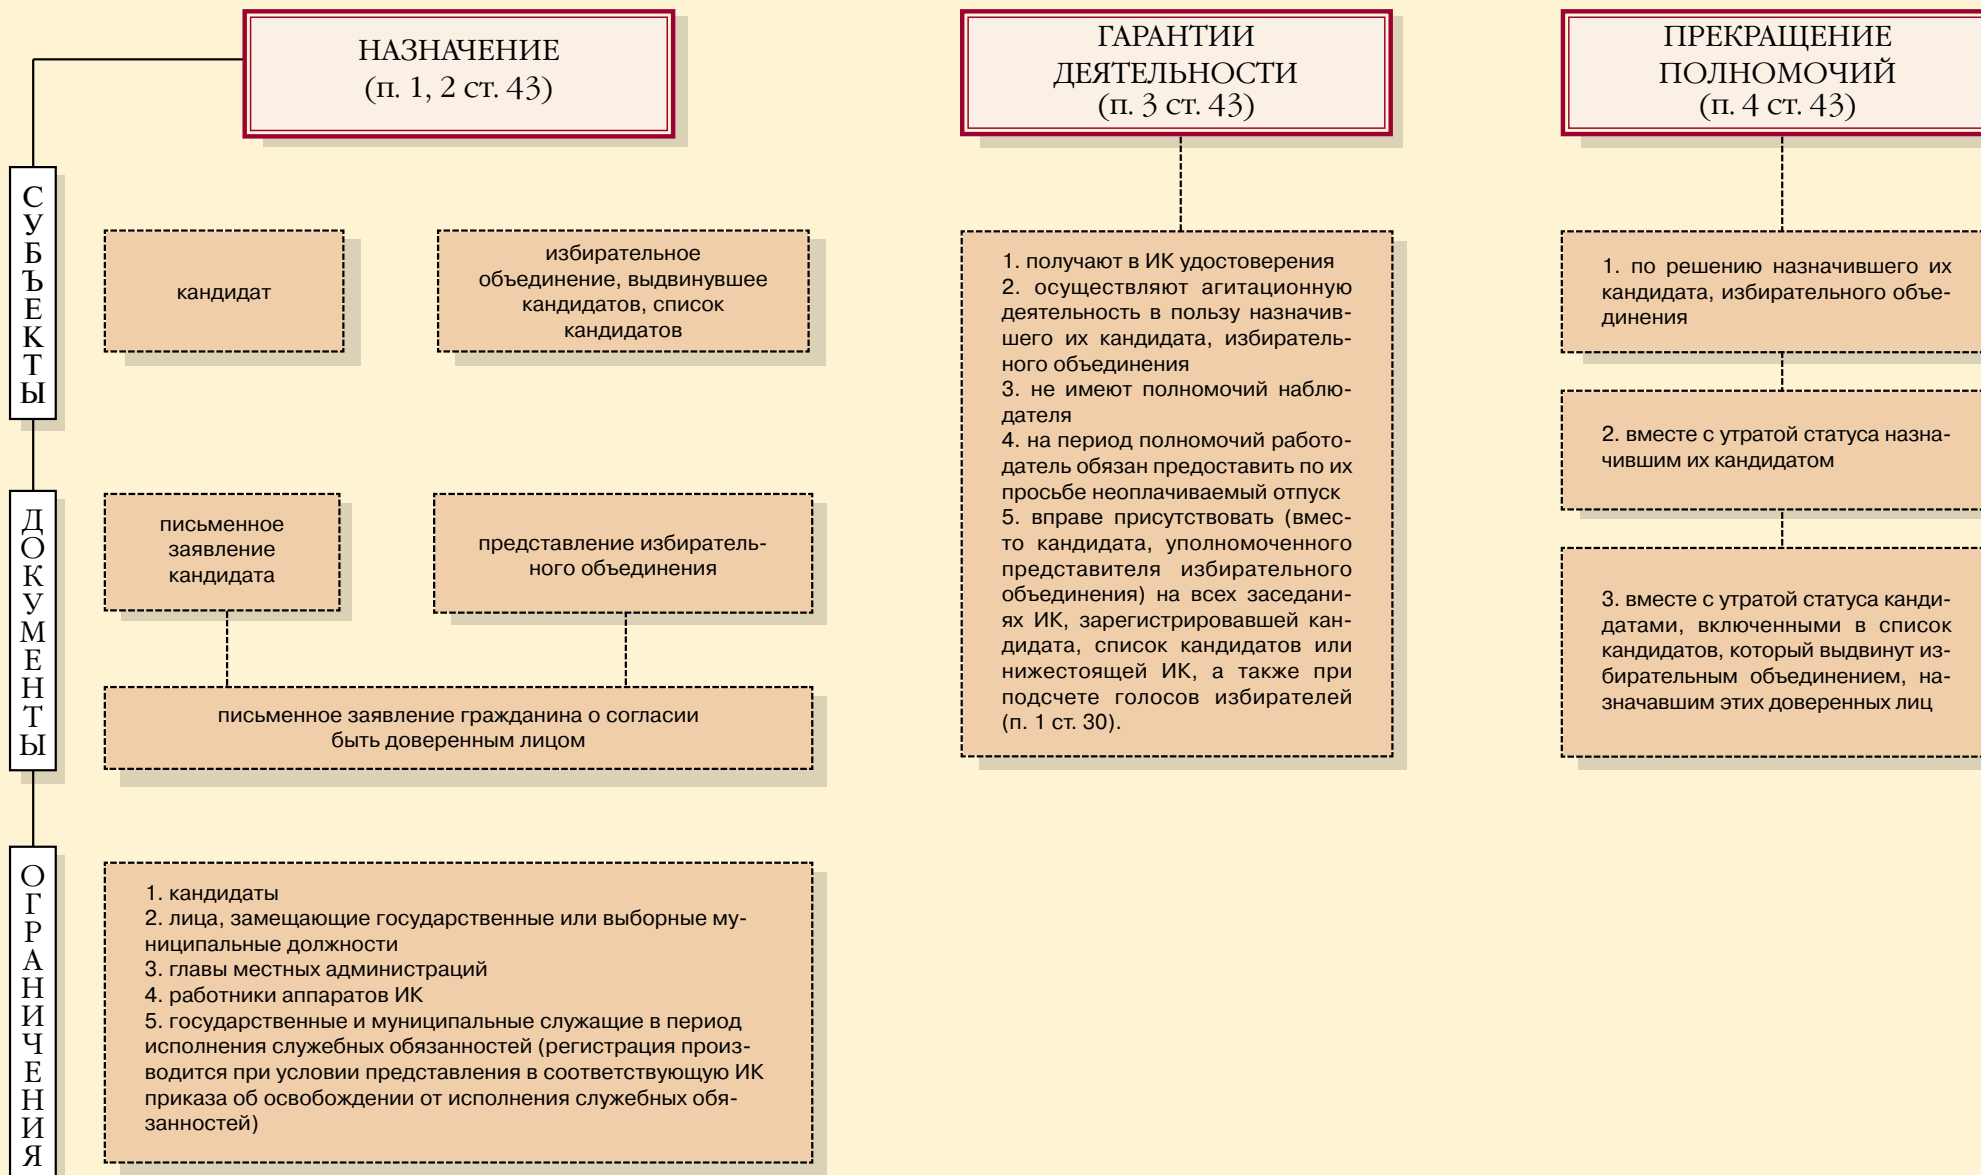 НАЗНАЧЕНИЕ
(п. 1, 2 ст. 43)
СУБЪЕКТЫ
кандидат
избирательное
объединение, выдвинувшее
кандидатов, список
кандидатов
ДОКУМЕНТЫ
письменное
заявление
кандидата
представление избиратель-
ного объединения
письменное заявление гражданина о согласии
быть доверенным лицом
ОГРАНИЧЕНИЯ
1. кандидаты
2. лица, замещающие государственные или выборные му-
ниципальные должности
3. главы местных администраций
4. работники аппаратов ИК
5. государственные и муниципальные служащие в период
исполнения служебных обязанностей (регистрация произ-
водится при условии представления в соответствующую ИК
приказа об освобождении от исполнения служебных обя-
занностей)
ГАРАНТИИ
ДЕЯТЕЛЬНОСТИ
(п. 3 ст. 43)
1. получают в ИК удостоверения
2. осуществляют агитационную
деятельность в пользу назначив-
шего их кандидата, избиратель-
ного объединения
3. не имеют полномочий наблю-
дателя
4. на период полномочий работо-
датель обязан предоставить по их
просьбе неоплачиваемый отпуск
5. вправе присутствовать (вмес-
то кандидата, уполномоченного
представителя избирательного
объединения) на всех заседани-
ях ИК, зарегистрировавшей кан-
дидата, список кандидатов или
нижестоящей ИК, а также при
подсчете голосов избирателей
(п. 1 ст. 30).
ПРЕКРАЩЕНИЕ
ПОЛНОМОЧИЙ
(п. 4 ст. 43)
1. по решению назначившего их
кандидата, избирательного объе-
динения
2. вместе с утратой статуса назна-
чившим их кандидатом
3. вместе с утратой статуса канди-
датами, включенными в список
кандидатов, который выдвинут из-
бирательным объединением, на-
значавшим этих доверенных лиц